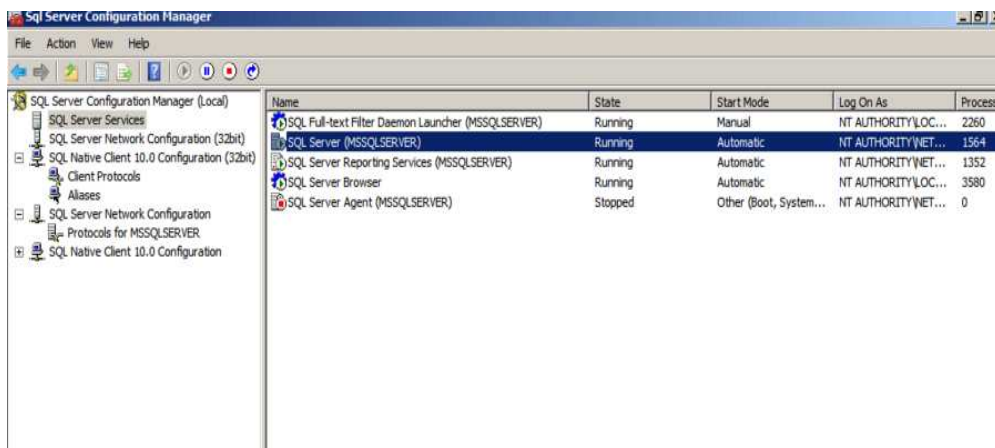 Sql Server Configuration Manager
File Action View Help
SQL Server Configuration Manager (Local)
SQL Server Services
SQL Server Network Configuration (32bit)
SQL Native Client 10.0 Configuration (32bit)
Client Protocols
Aliases
SQL Server Network Configuration
Protocols for MSSQLSERVER
SQL Native Client 10.0 Configuration
Name State Start Mode Log On As Process
SQL Full-text Filter Daemon Launcher (MSSQLSERVER) Running Manual NT AUTHORITY\LOC... 2260
SQL Server (MSSQLSERVER) Running Automatic NT AUTHORITY\NET... 1564
SQL Server Reporting Services (MSSQLSERVER) Running Automatic NT AUTHORITY\NET... 1352
SQL Server Browser Running Automatic NT AUTHORITY\LOC... 3580
SQL Server Agent (MSSQLSERVER) Stopped Other (Boot, System... NT AUTHORITY\NET... 0